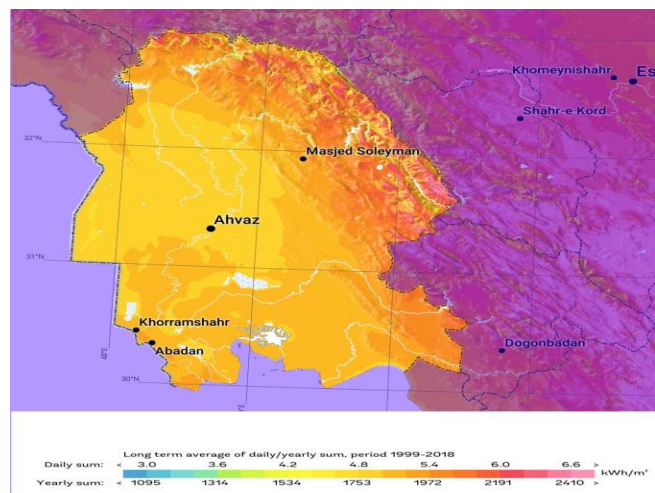 Khomeynishahr
Es
Shahr-e Kord
32°N
Masjed Soleyman
Ahvaz
31°N
Khorramshahr
Abadan
Dogonbadan
48°E
30°N
Long term average of daily/yearly sum, period 1999-2018
Daily sum: < 3.0 3.6 4.2 4.8 5.4 6.0 6.6 > kWh/m²
Yearly sum: < 1095 1314 1534 1753 1972 2191 2410 >